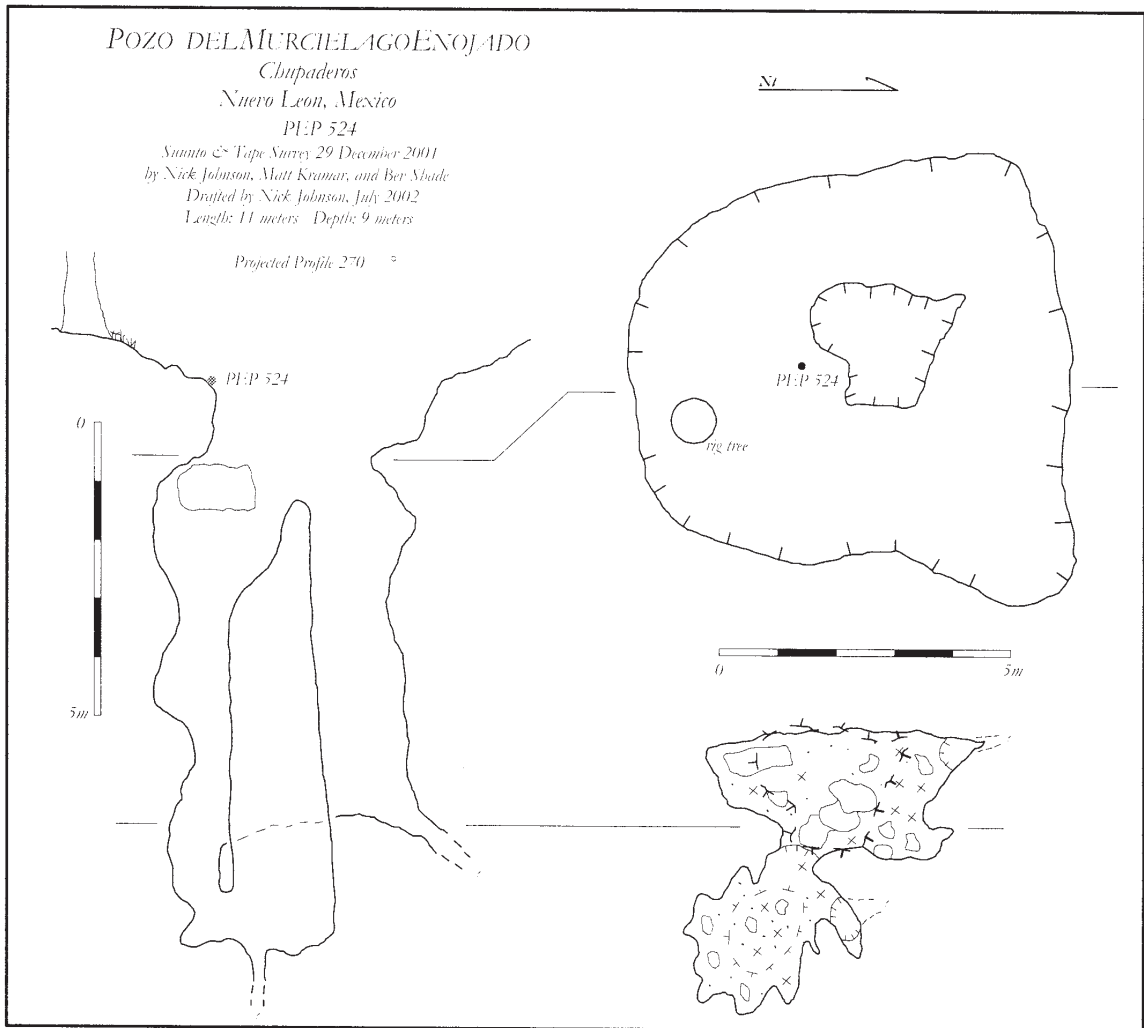 POZO DEL MURCIELAGO ENOJADO
Chupaderos
Nuevo Leon, Mexico
PEP 524
Suunto & Tape Survey 29 December 2001
by Nick Johnson, Matt Kramar, and Bev Shade
Drafted by Nick Johnson, July 2002
Length: 11 meters Depth: 9 meters
Projected Profile 270 °
PEP 524
0
5m
PEP 524
rig tree
0
5m